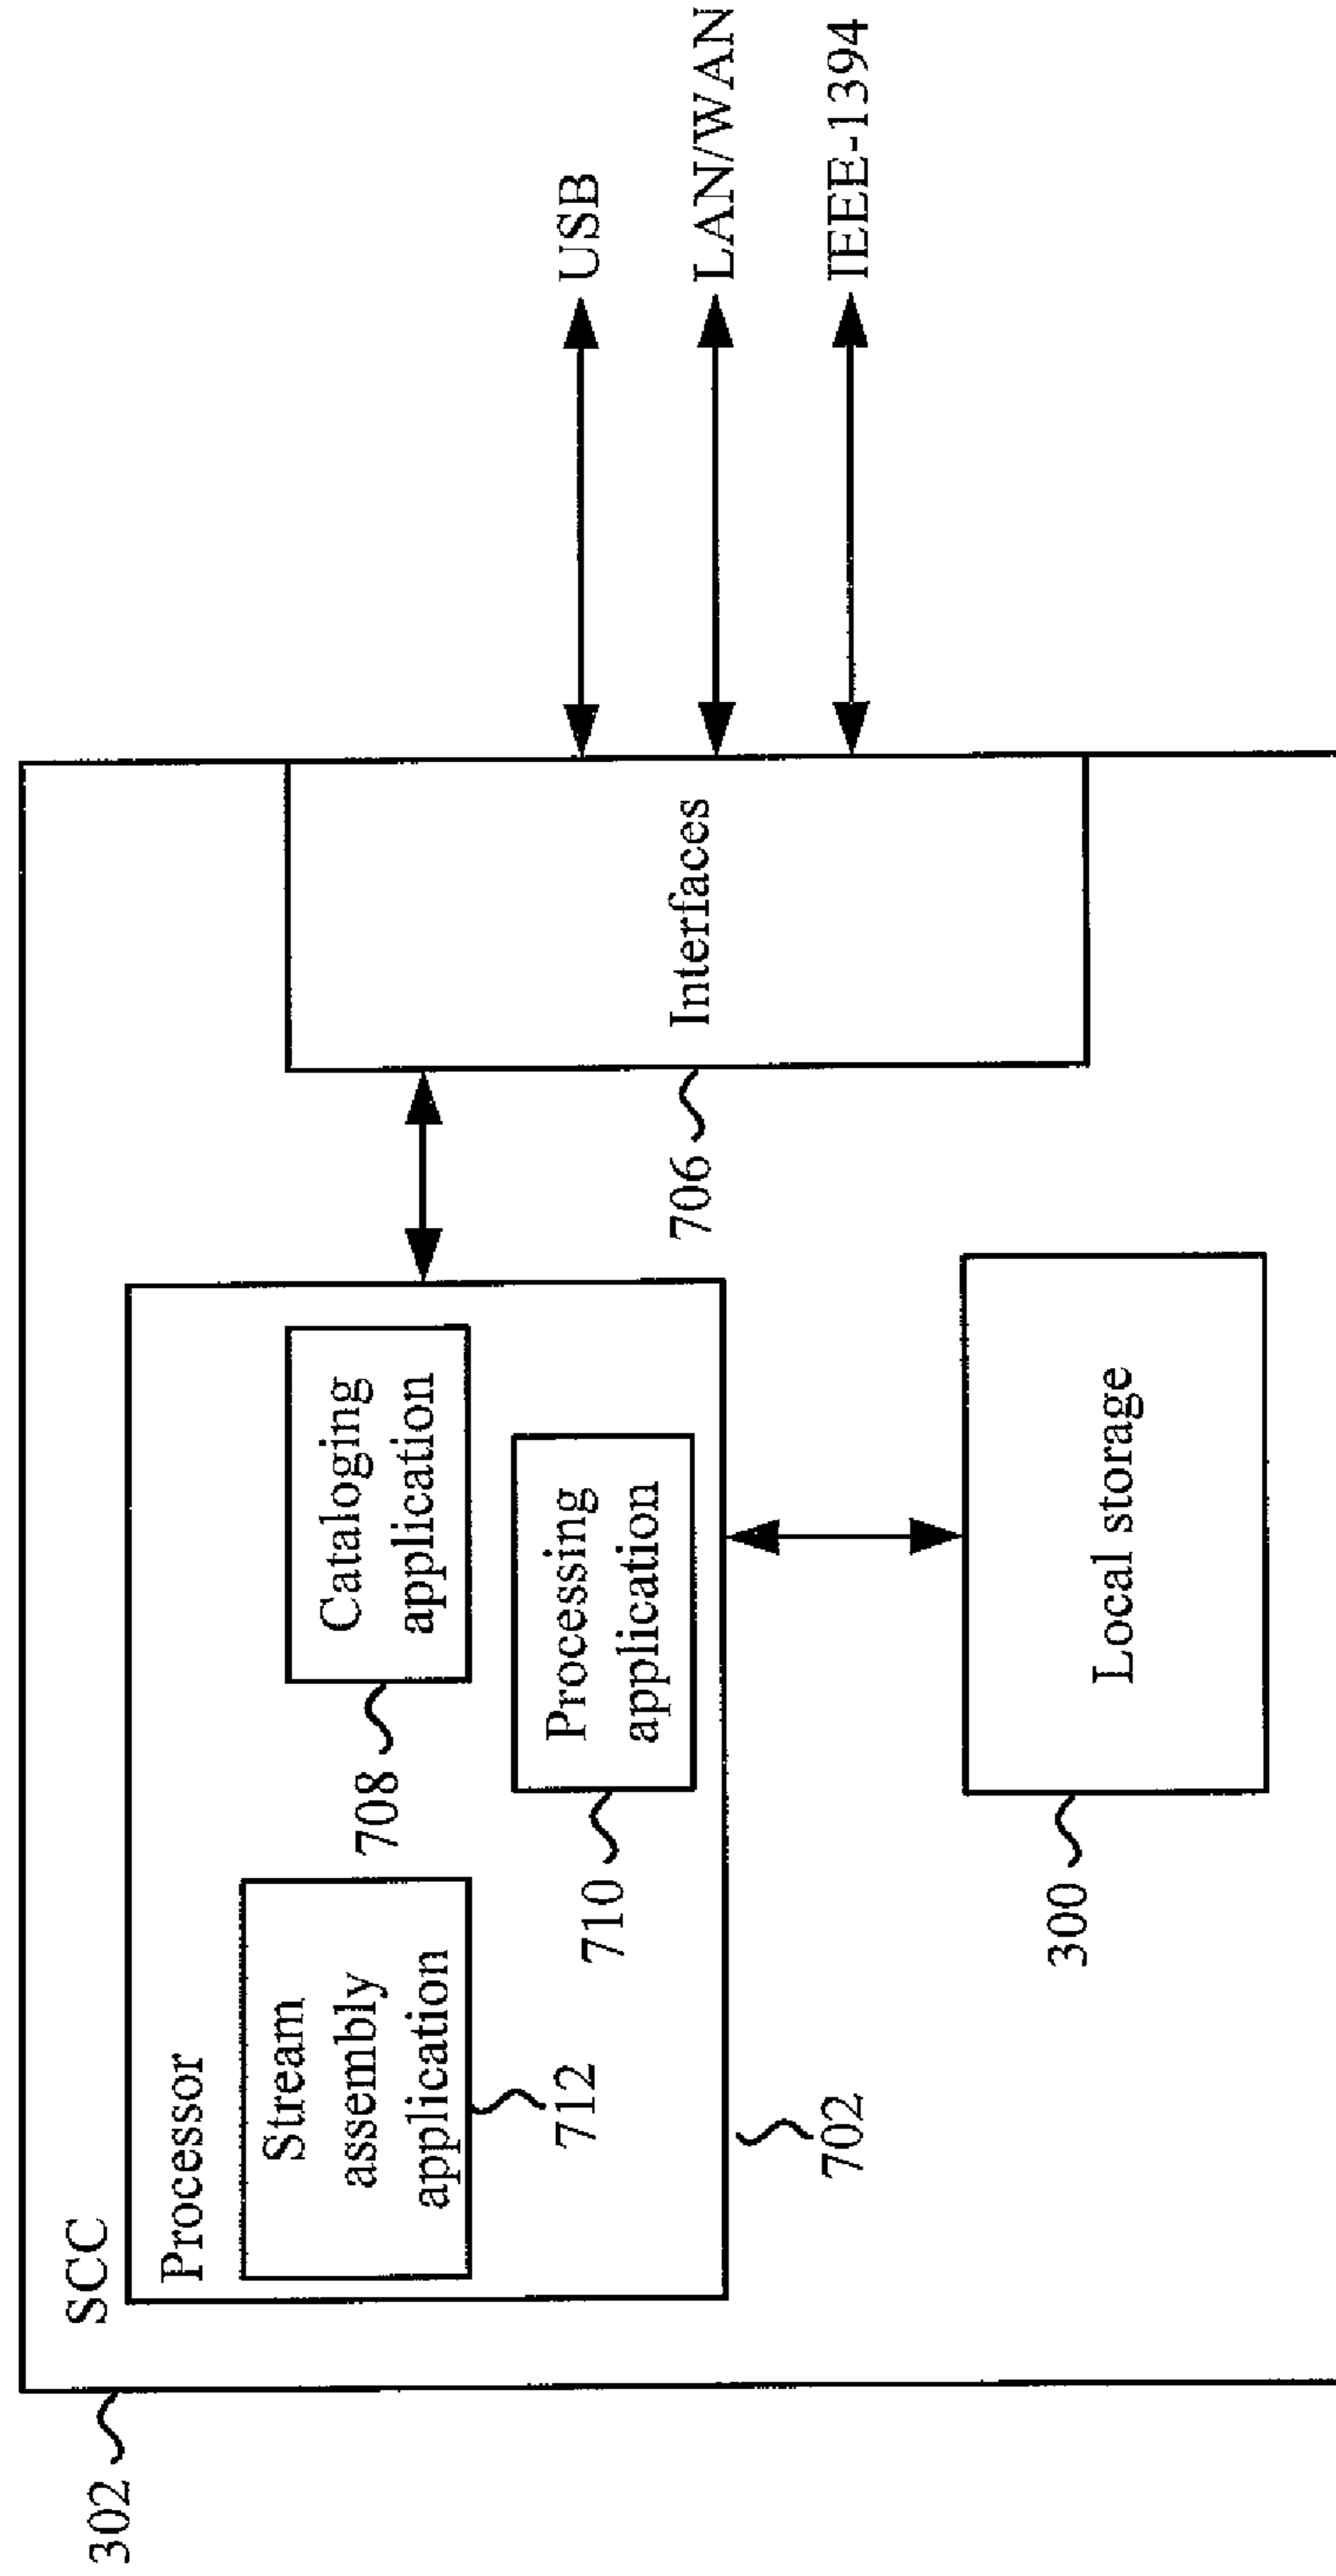 302
SCC
Processor
Stream
assembly
application
712
702
Cataloging
application
708
Processing
application
710
Local storage
300
Interfaces
706
USB
LAN/WAN
IEEE-1394